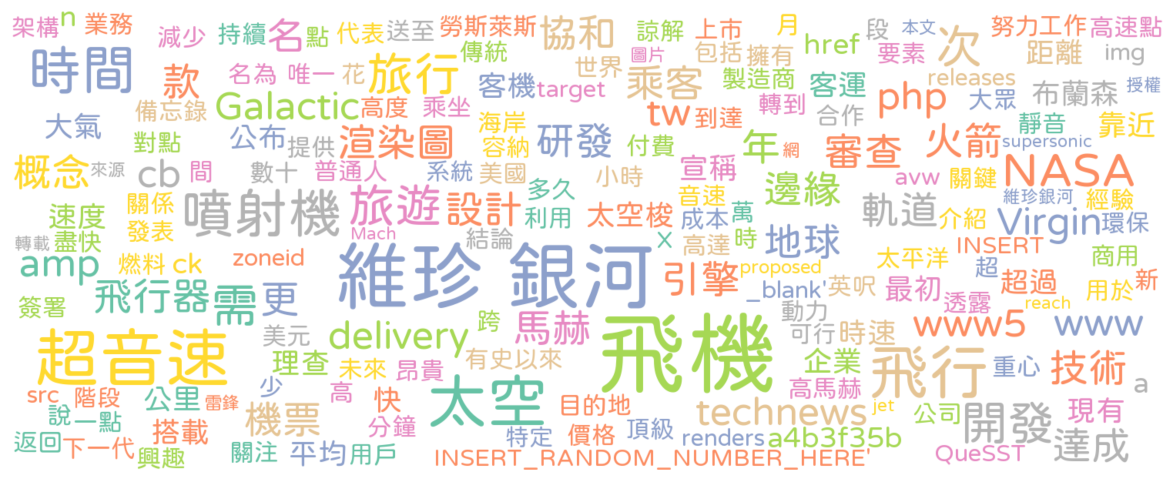 架構 n 業務 減少 持續 名 點 代表 送至 勞斯萊斯 協和 諒解 上市 月 段 href 本文 努力工作 高速點
時間 款 名為 唯一 花 旅行 傳統 客機 target 世界 乘客 圖片 包括 擁有 製造商 客運 次 要素 距離 img
備忘錄 Galactic 高度 乘坐 tw 到達 轉到 合作 php releases 大眾 布蘭森 授權
大氣 對點 公布 提供 渲染圖 海岸 容納 研發 付費 宣稱 年 網 審查 火箭 靜音 supersonic 靠近
概念 來源 cb 間 數十 普通人 系統 美國 多久 小時 音速 邊緣 avw 關鍵 NASA 維珍銀河 經驗
速度 關係 噴射機 旅遊 設計 利用 太空梭 成本 萬 軌道 介紹 Virgin 環保
轉載 盡快 發表 Mach 結論 x 高達 時 地球 太平洋 INSERT 商用
amp 燃料 ck zoneid 維珍 銀河 引擎 proposed _blank' 英呎 最初 超 透露 超過 reach 用於 新
簽署 飛行器 需 更 delivery 跨 馬赫 飛機 動力 可行 時速 www5 www
超音速 美元 理查 未來 昂貴 有史以來 企業 飛行 重心 技術 a
src 階段 公里 雷鋒 少 高 快 太空 目的地 高馬赫 technews jet 公司 開發 現有
說 一點 搭載 機票 分鐘 特定 價格 頂級 renders a4b3f35b 達成
返回 下一代 興趣 關注 平均 用戶 INSERT_RANDOM_NUMBER_HERE' QueSST